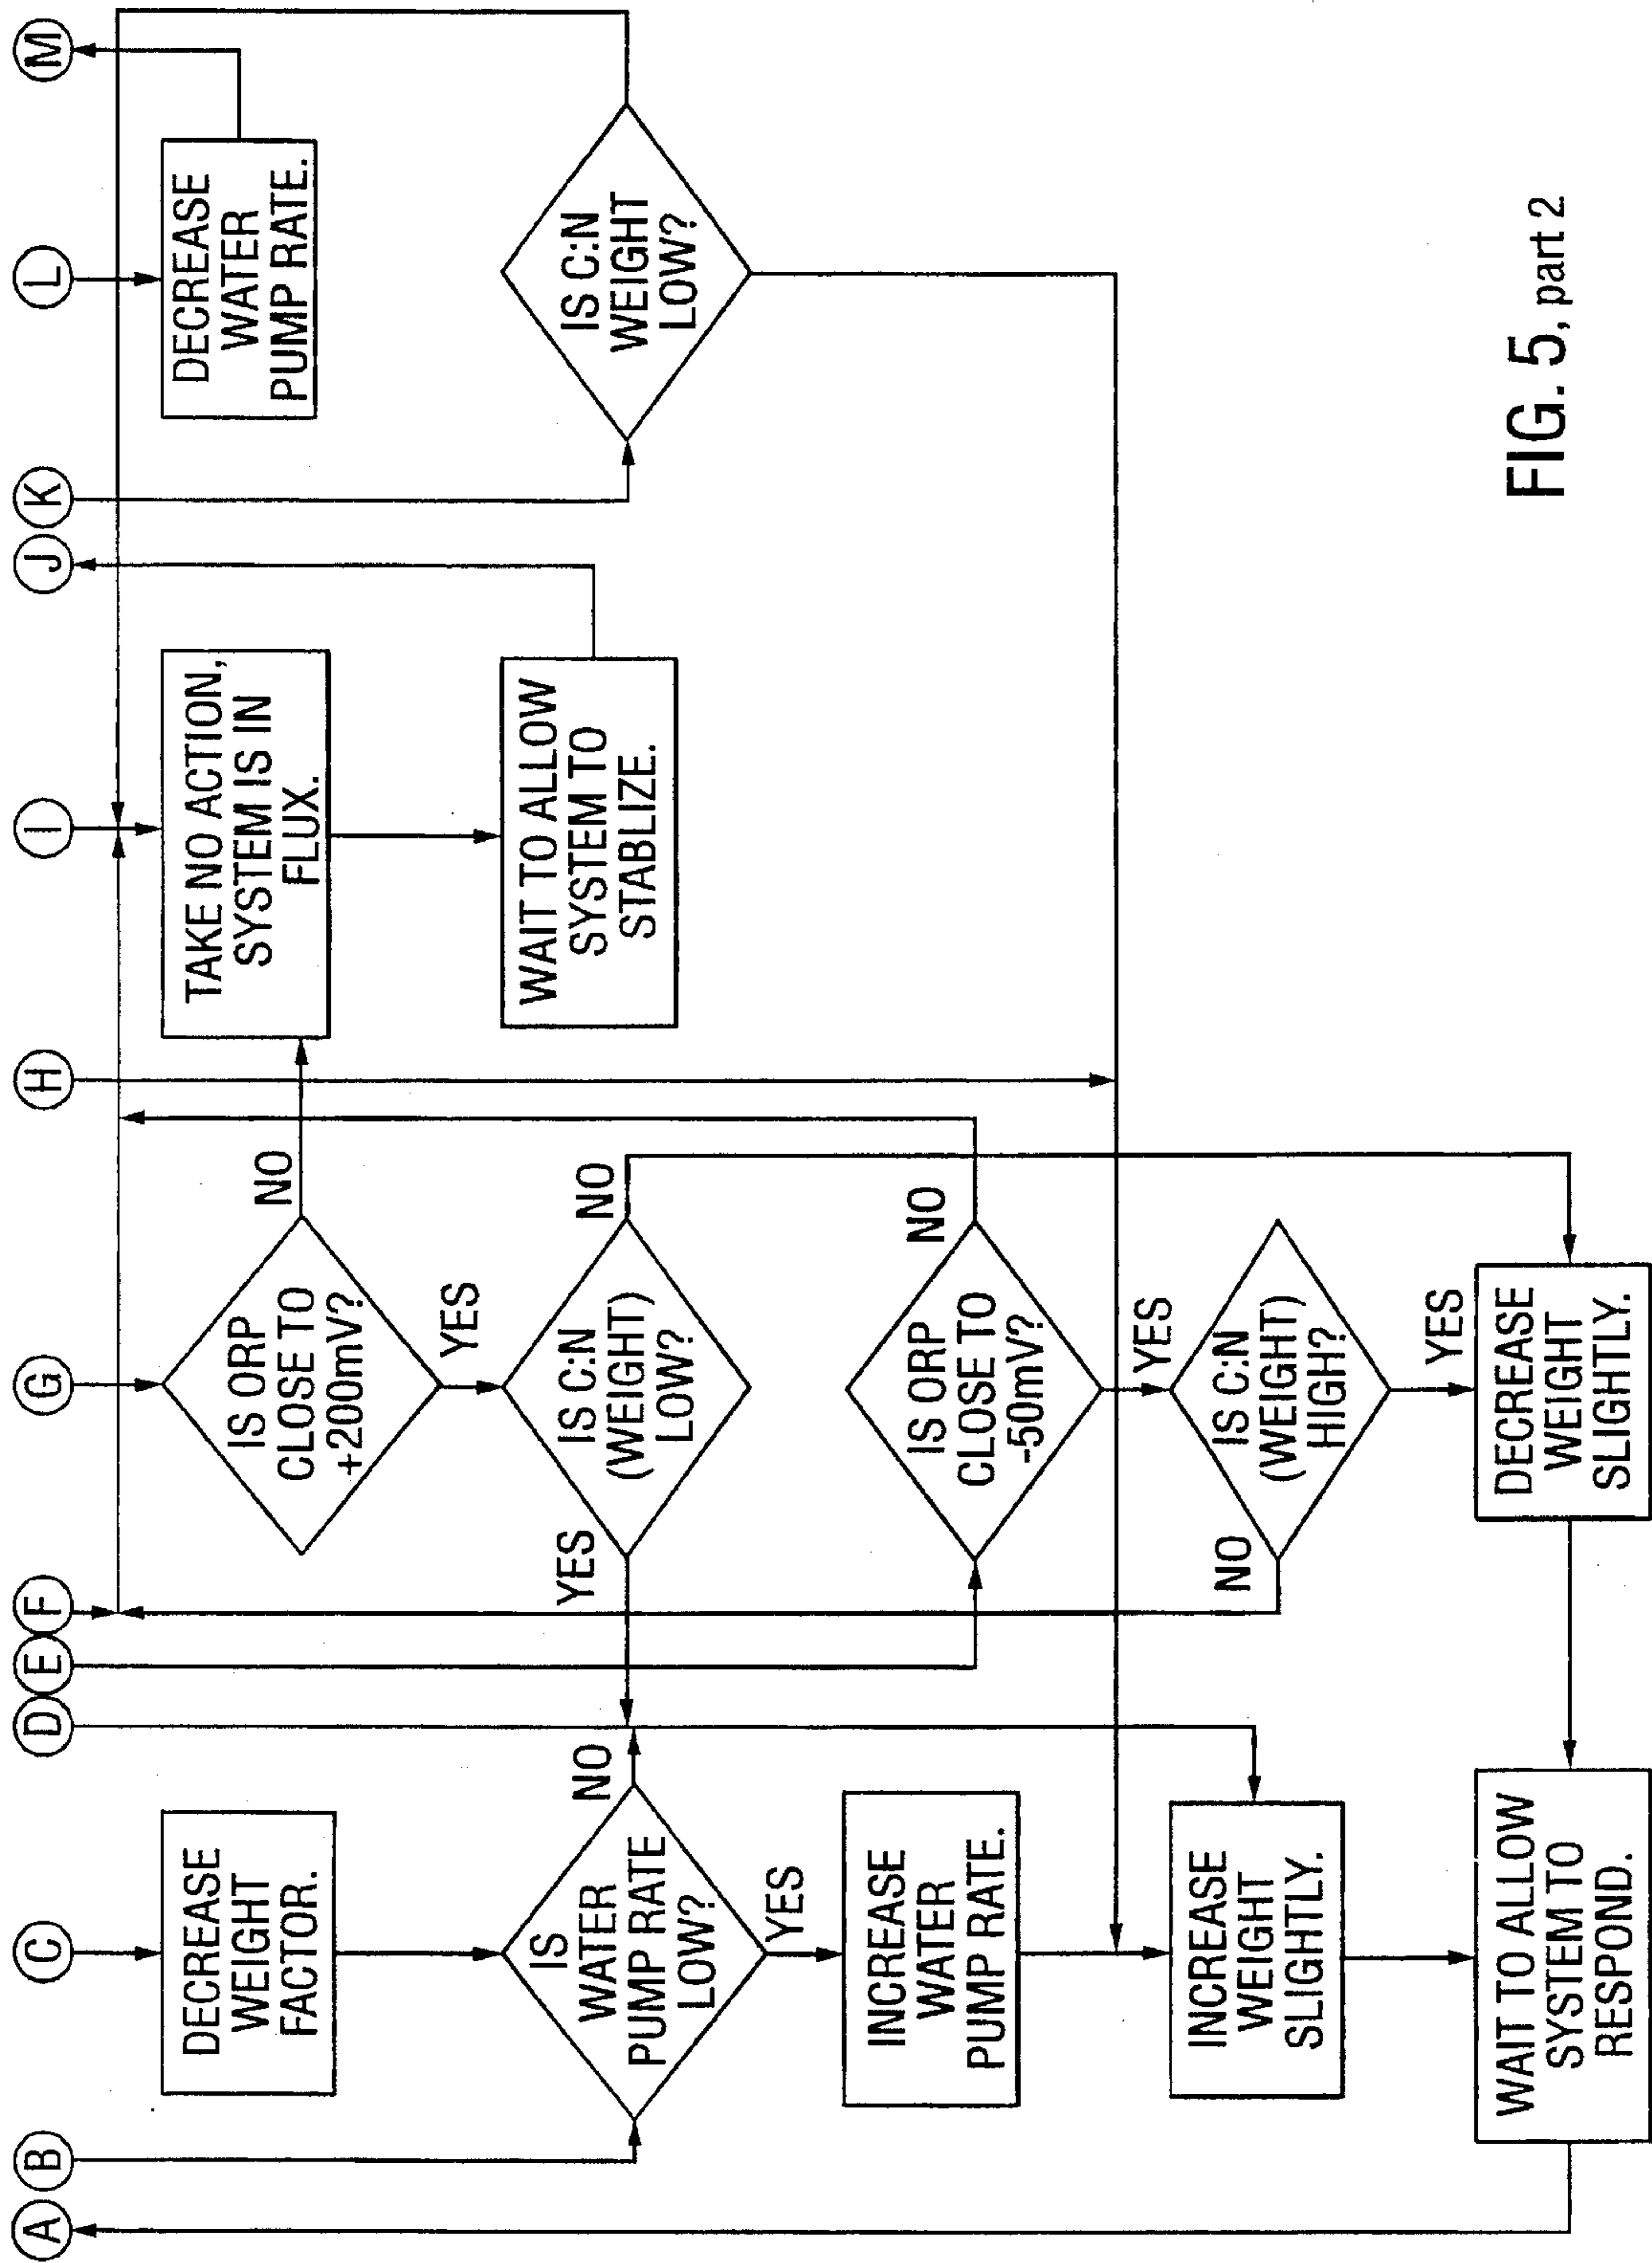 A
B
C
D
E
F
G
H
I
J
K
L
M
DECREASE
WEIGHT
FACTOR.
IS ORP
CLOSE TO
+200mV?
NO
YES
TAKE NO ACTION,
SYSTEM IS IN
FLUX.
DECREASE
WATER
PUMP RATE.
IS
WATER
PUMP RATE
LOW?
NO
YES
YES
IS C:N
(WEIGHT)
LOW?
NO
WAIT TO ALLOW
SYSTEM TO
STABLIZE.
IS C:N
WEIGHT
LOW?
INCREASE
WATER
PUMP RATE.
IS ORP
CLOSE TO
-50mV?
NO
YES
INCREASE
WEIGHT
SLIGHTLY.
NO
IS C:N
(WEIGHT)
HIGH?
YES
WAIT TO ALLOW
SYSTEM TO
RESPOND.
DECREASE
WEIGHT
SLIGHTLY.
FIG. 5, part 2